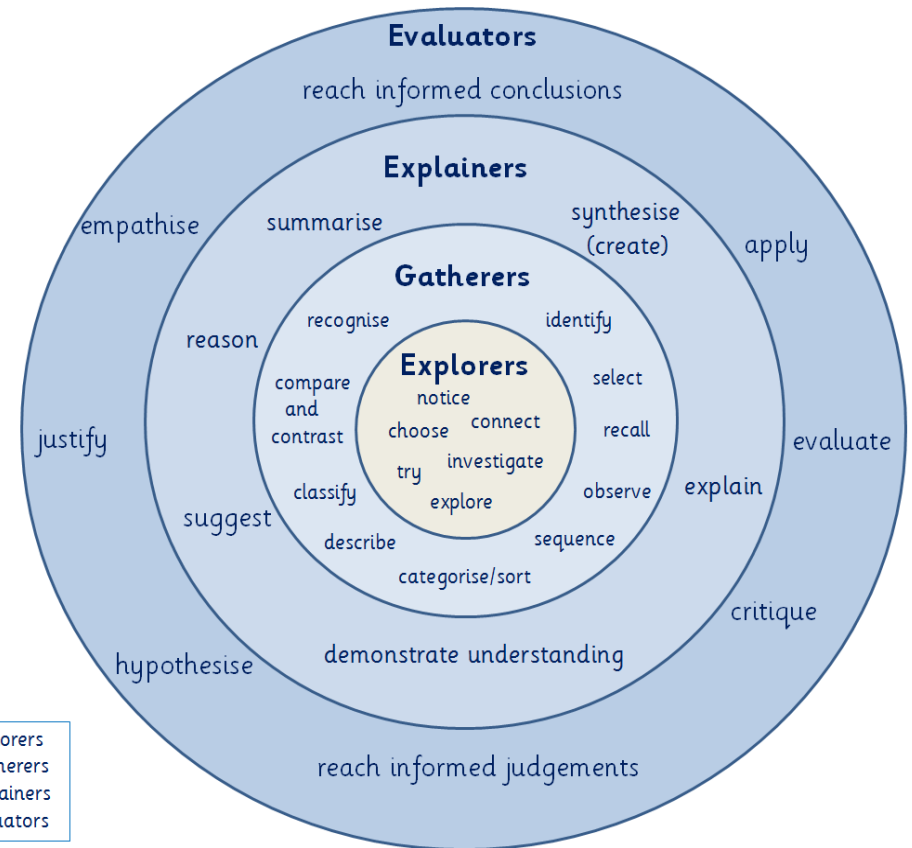 Evaluators
reach informed conclusions
Explainers
empathise
summarise
synthesise
(create)
apply
Gatherers
recognise
identify
reason
Explorers
compare
and
contrast
notice
select
choose
connect
recall
justify
evaluate
try
investigate
classify
explore
observe
explain
suggest
describe
sequence
categorise/sort
critique
demonstrate understanding
hypothesise
reach informed judgements
orers
erers
ainers
uators